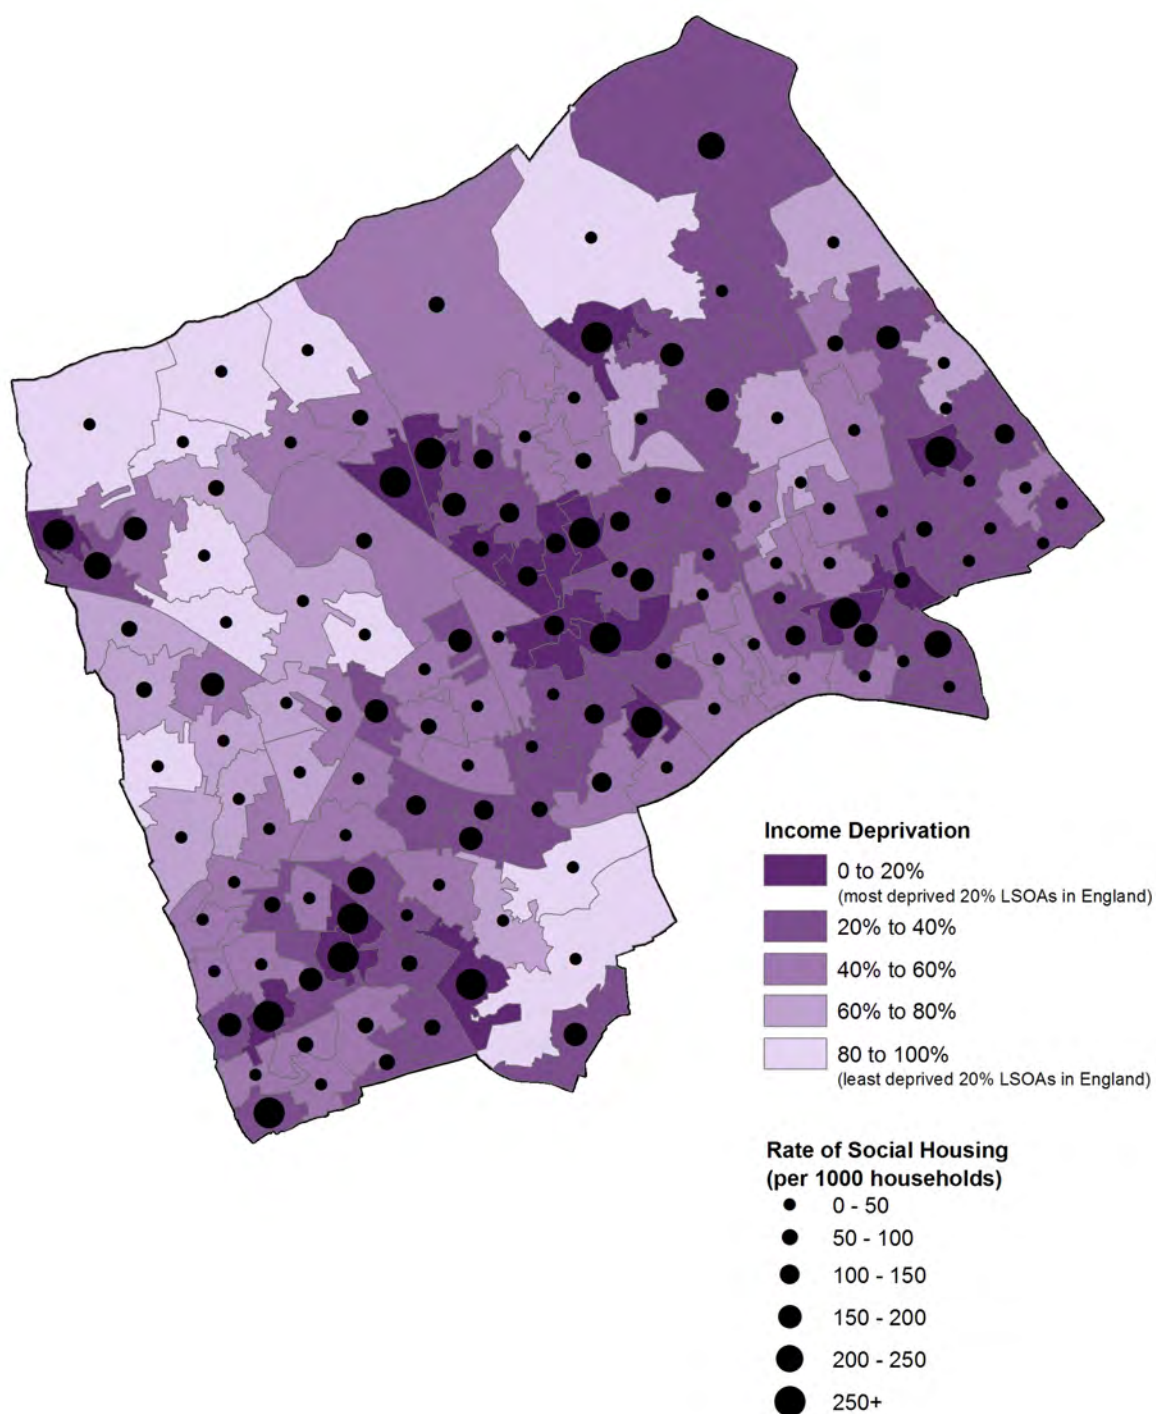 Income Deprivation
0 to 20%
(most deprived 20% LSOAs in England)
20% to 40%
40% to 60%
60% to 80%
80 to 100%
(least deprived 20% LSOAs in England)
Rate of Social Housing
(per 1000 households)
0 - 50
50 - 100
100 - 150
150 - 200
200 - 250
250+